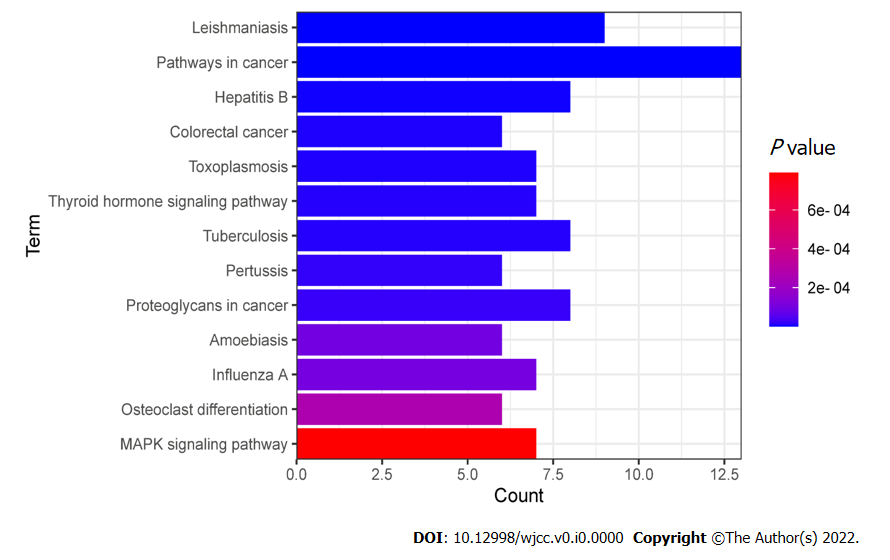 Leishmaniasis
Pathways in cancer
Hepatitis B
Colorectal cancer
Toxoplasmosis
Thyroid hormone signaling pathway
Tuberculosis
Pertussis
Proteoglycans in cancer
Amoebiasis
Influenza A
Osteoclast differentiation
MAPK signaling pathway
Term
0.0 2.5 5.0 7.5 10.0 12.5
Count
P value
6e- 04
4e- 04
2e- 04
DOI: 10.12998/wjcc.v0.i0.0000 Copyright ©The Author(s) 2022.